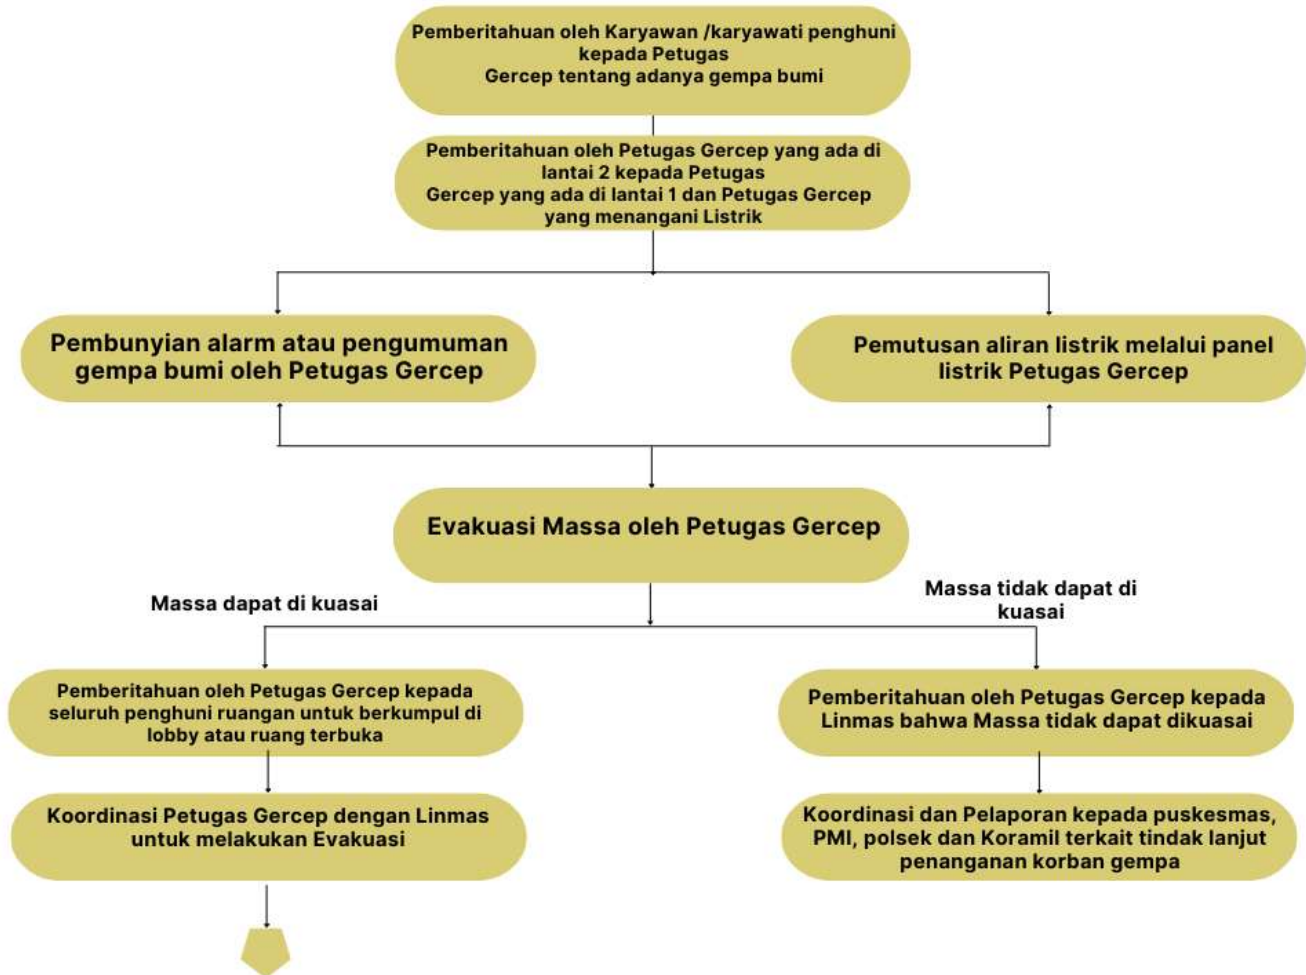 Pemberitahuan oleh Karyawan /karyawati penghuni
kepada Petugas
Gercep tentang adanya gempa bumi
Pemberitahuan oleh Petugas Gercep yang ada di
lantai 2 kepada Petugas
Gercep yang ada di lantai 1 dan Petugas Gercep
yang menangani Listrik
Pembunyian alarm atau pengumuman
gempa bumi oleh Petugas Gercep
Pemutusan aliran listrik melalui panel
listrik Petugas Gercep
Evakuasi Massa oleh Petugas Gercep
Massa dapat di kuasai
Massa tidak dapat di
kuasai
Pemberitahuan oleh Petugas Gercep kepada
seluruh penghuni ruangan untuk berkumpul di
lobby atau ruang terbuka
Pemberitahuan oleh Petugas Gercep kepada
Linmas bahwa Massa tidak dapat dikuasai
Koordinasi Petugas Gercep dengan Linmas
untuk melakukan Evakuasi
Koordinasi dan Pelaporan kepada puskesmas,
PMI, polsek dan Koramil terkait tindak lanjut
penanganan korban gempa